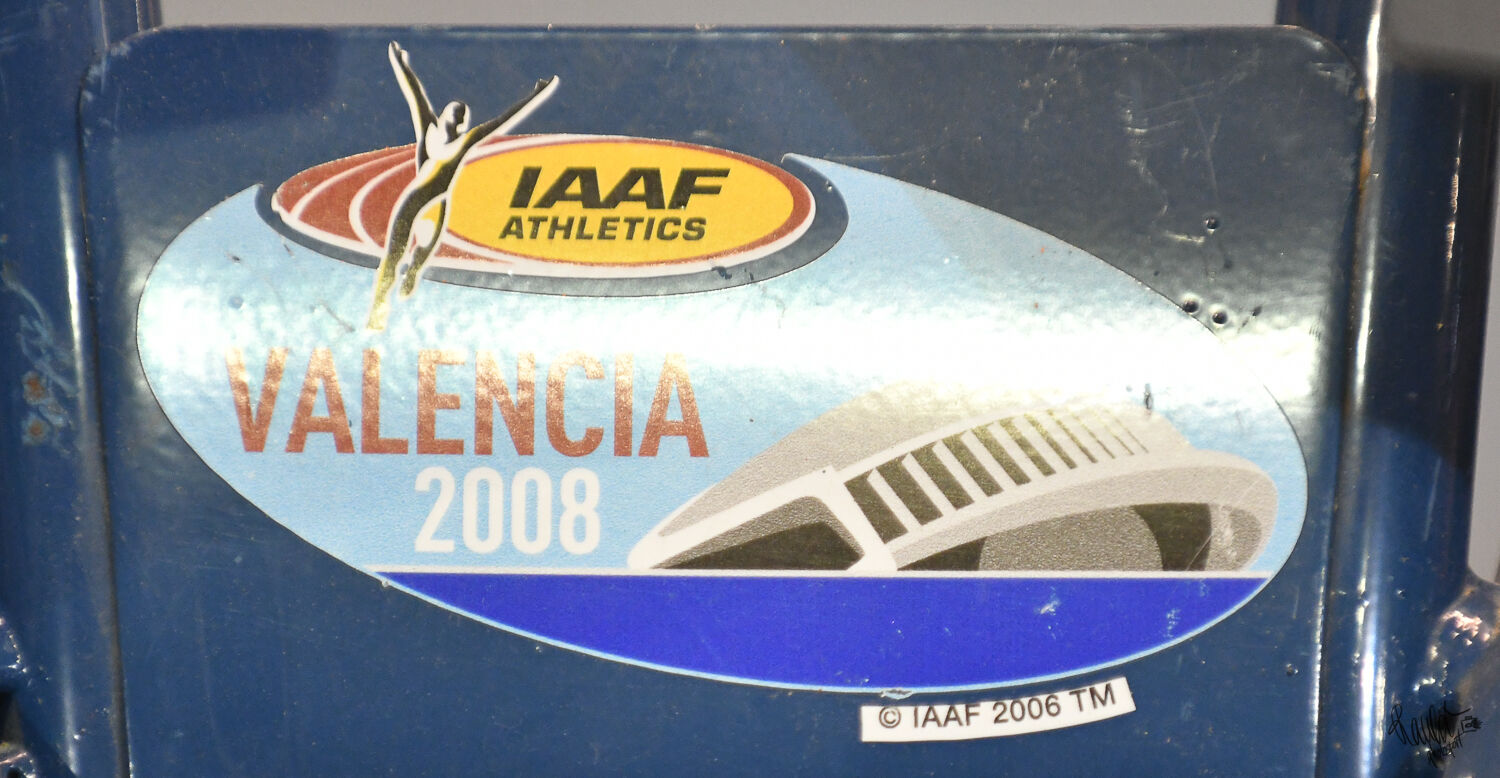 IAAF
ATHLETICS
VALENCIA
2008
© IAAF 2006 TM